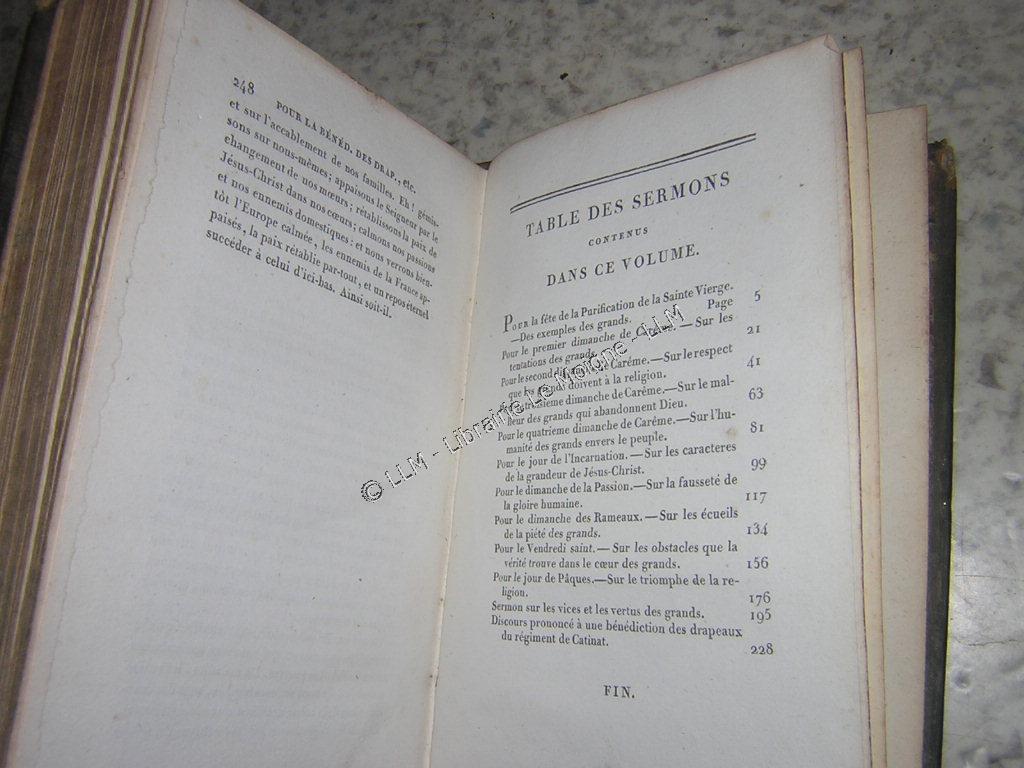 248 POUR LA BÉNÉD. DES DRAP., etc.
et sur l'accablement de nos familles. Eh! gémis-
sons sur nous-mêmes; appaisons le Seigneur par le
changement de nos mœurs; rétablissons la paix de
Jésus-Christ dans nos cœurs; calmons nos passions
et nos ennemis domestiques: et nous verrons bien-
tôt l'Europe calmée, les ennemis de la France ap-
paisés, la paix rétablie par-tout, et un repos éternel
succéder à celui d'ici-bas. Ainsi soit-il.
TABLE DES SERMONS
CONTENUS
DANS CE VOLUME.
Pour la fête de la Purification de la Sainte Vierge.
—Des exemples des grands. Page 5
Pour le premier dimanche de Carême.—Sur les
tentations des grands. 21
Pour le second dimanche de Carême.—Sur le respect
que les grands doivent à la religion. 41
troisieme dimanche de Carême.—Sur le mal-
heur des grands qui abandonnent Dieu. 63
Pour le quatrieme dimanche de Carême.—Sur l'hu-
manité des grands envers le peuple. 81
Pour le jour de l'Incarnation.—Sur les caracteres
de la grandeur de Jésus-Christ. 99
Pour le dimanche de la Passion.—Sur la fausseté de
la gloire humaine. 117
Pour le dimanche des Rameaux.—Sur les écueils
de la piété des grands. 134
Pour le Vendredi saint.—Sur les obstacles que la
vérité trouve dans le cœur des grands. 156
Pour le jour de Pâques.—Sur le triomphe de la re-
ligion. 176
Sermon sur les vices et les vertus des grands. 195
Discours prononcé à une bénédiction des drapeaux
du régiment de Catinat. 228
FIN.
© LLM - Librairie Le Moigne - LLM